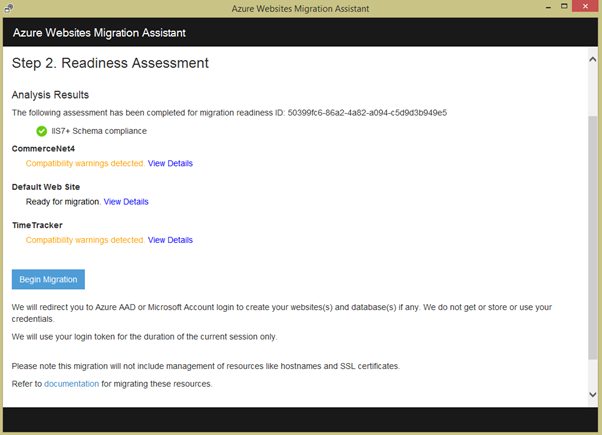 Azure Websites Migration Assistant
Azure Websites Migration Assistant
Step 2. Readiness Assessment
Analysis Results
The following assessment has been completed for migration readiness ID: 50399fc6-86a2-4a82-a094-c5d9d3b949e5
IIS7+ Schema compliance
CommerceNet4
Compatibility warnings detected. View Details
Default Web Site
Ready for migration. View Details
TimeTracker
Compatibility warnings detected. View Details
Begin Migration
We will redirect you to Azure AAD or Microsoft Account login to create your websites(s) and database(s) if any. We do not get or store or use your
credentials.
We will use your login token for the duration of the current session only.
Please note this migration will not include management of resources like hostnames and SSL certificates.
Refer to documentation for migrating these resources.